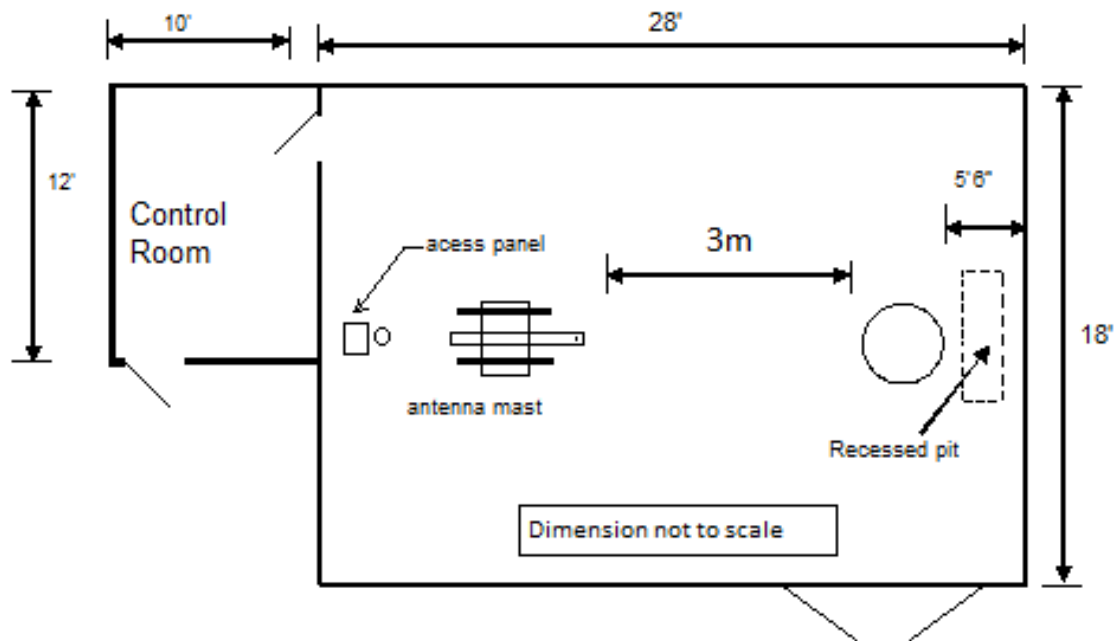 10'
28'
12'
Control
Room
acess panel
3m
5'6"
18'
antenna mast
Recessed pit
Dimension not to scale